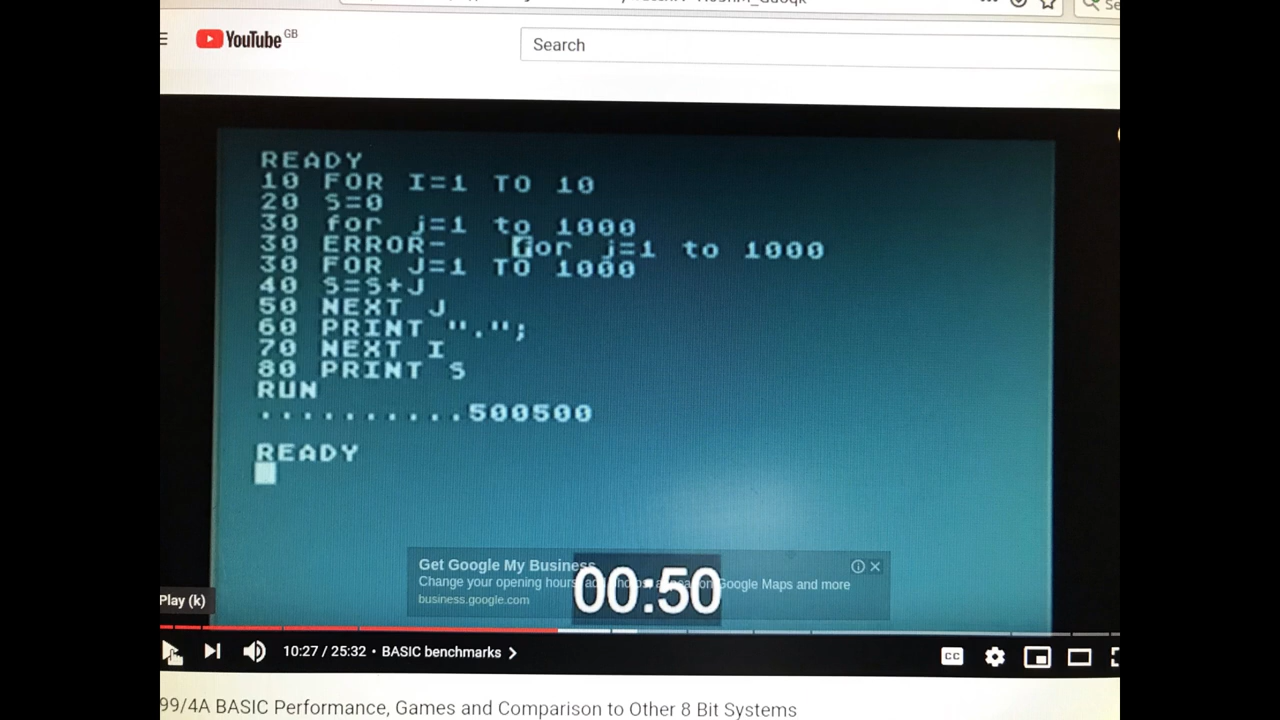 YouTube GB
Search
Se
READY
10 FOR I=1 TO 10
20 S=0
30 for j=1 to 1000
30 ERROR- for j=1 to 1000
30 FOR J=1 TO 1000
40 S=S+J
50 NEXT J
60 PRINT ".";
70 NEXT I
80 PRINT S
RUN
..........500500
READY
Get Google My Business
Change your opening hours, Google Maps and more
business.google.com
00:50
Play (k)
10:27 / 25:32 • BASIC benchmarks
CC
99/4A BASIC Performance, Games and Comparison to Other 8 Bit Systems